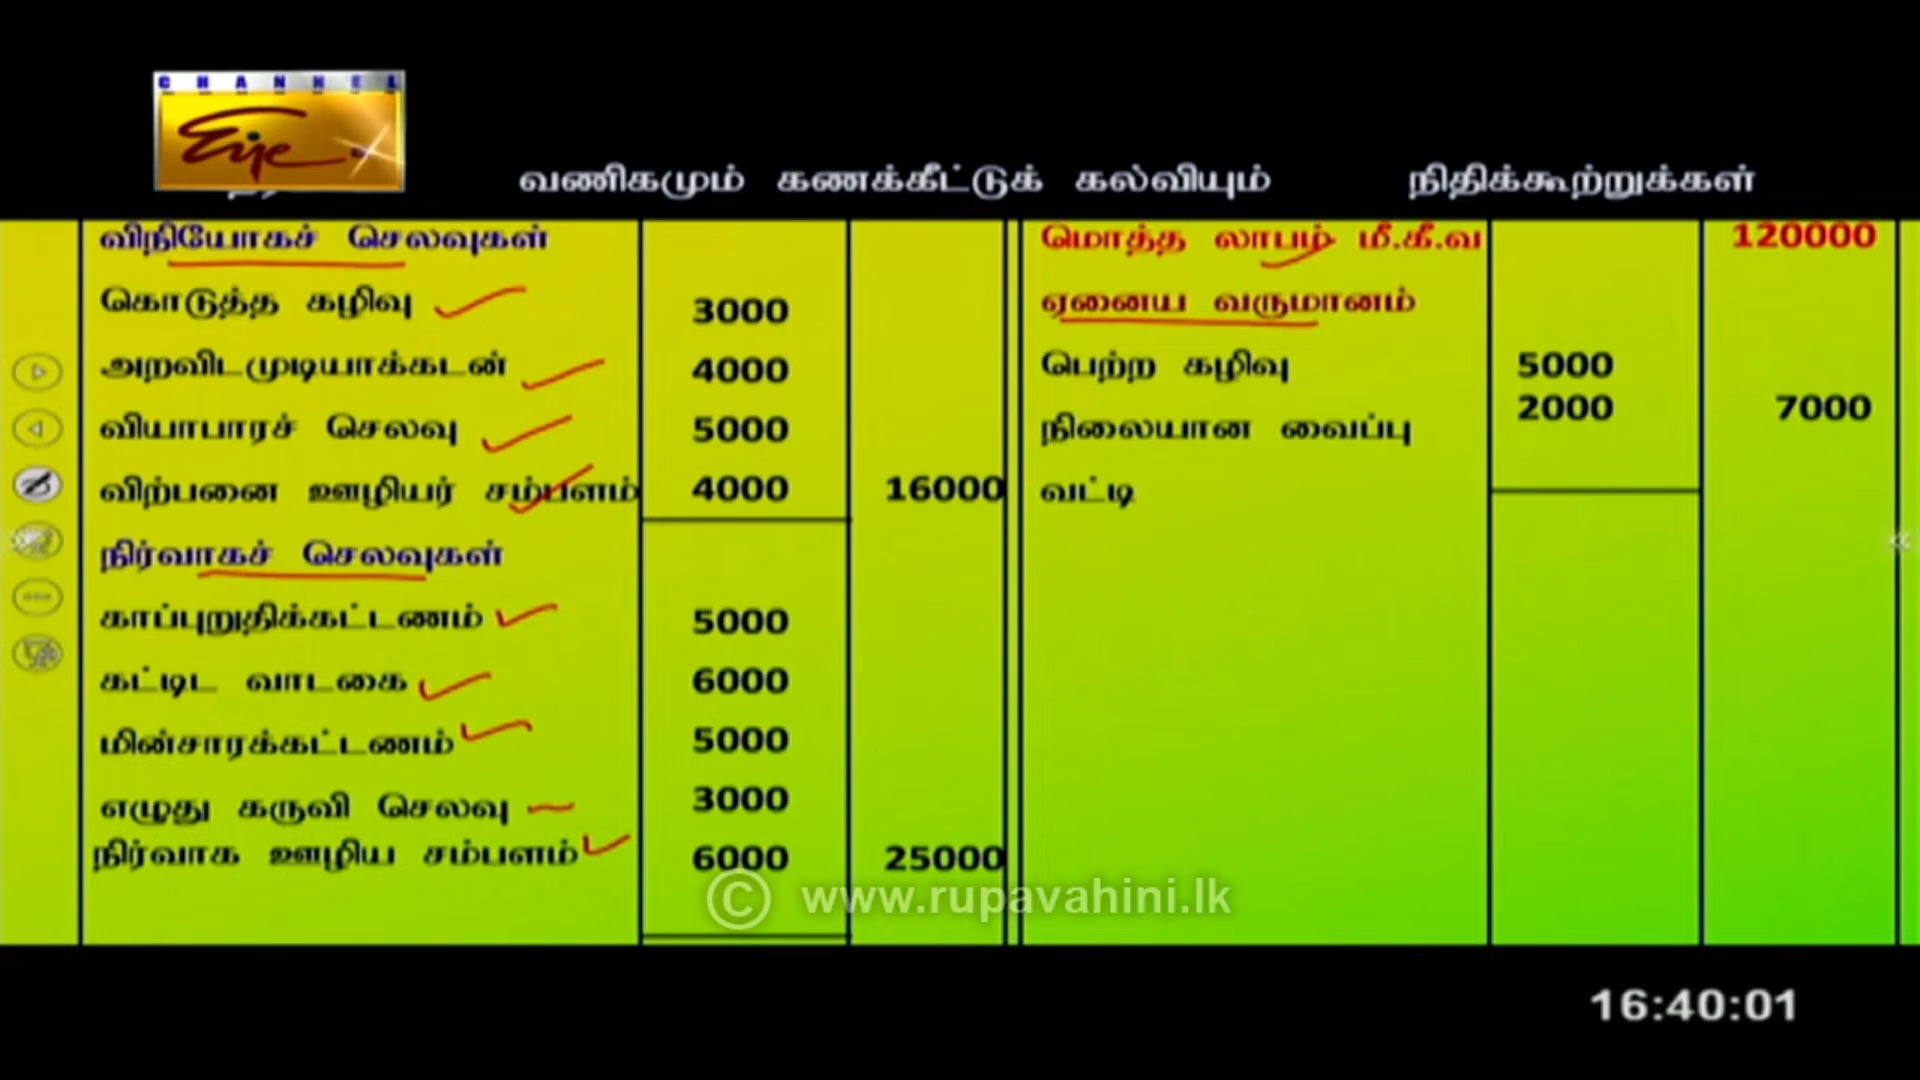 CHANNEL
Eye
வணிகமும் கணக்கீட்டுக் கல்வியும் நிதிக்கூற்றுக்கள்
விநியோகச் செலவுகள்
கொடுத்த கழிவு 3000
அறவிடமுடியாக்கடன் 4000
வியாபாரச் செலவு 5000
விற்பனை ஊழியர் சம்பளம் 4000 16000
நிர்வாகச் செலவுகள்
காப்புறுதிக்கட்டணம் 5000
கட்டிட வாடகை 6000
மின்சாரக்கட்டணம் 5000
எழுது கருவி செலவு 3000
நிர்வாக ஊழிய சம்பளம் 6000 25000
மொத்த லாபம் மீ.கீ.வ 120000
ஏனைய வருமானம்
பெற்ற கழிவு 5000
நிலையான வைப்பு 2000 7000
வட்டி
© www.rupavahini.lk
16:40:01